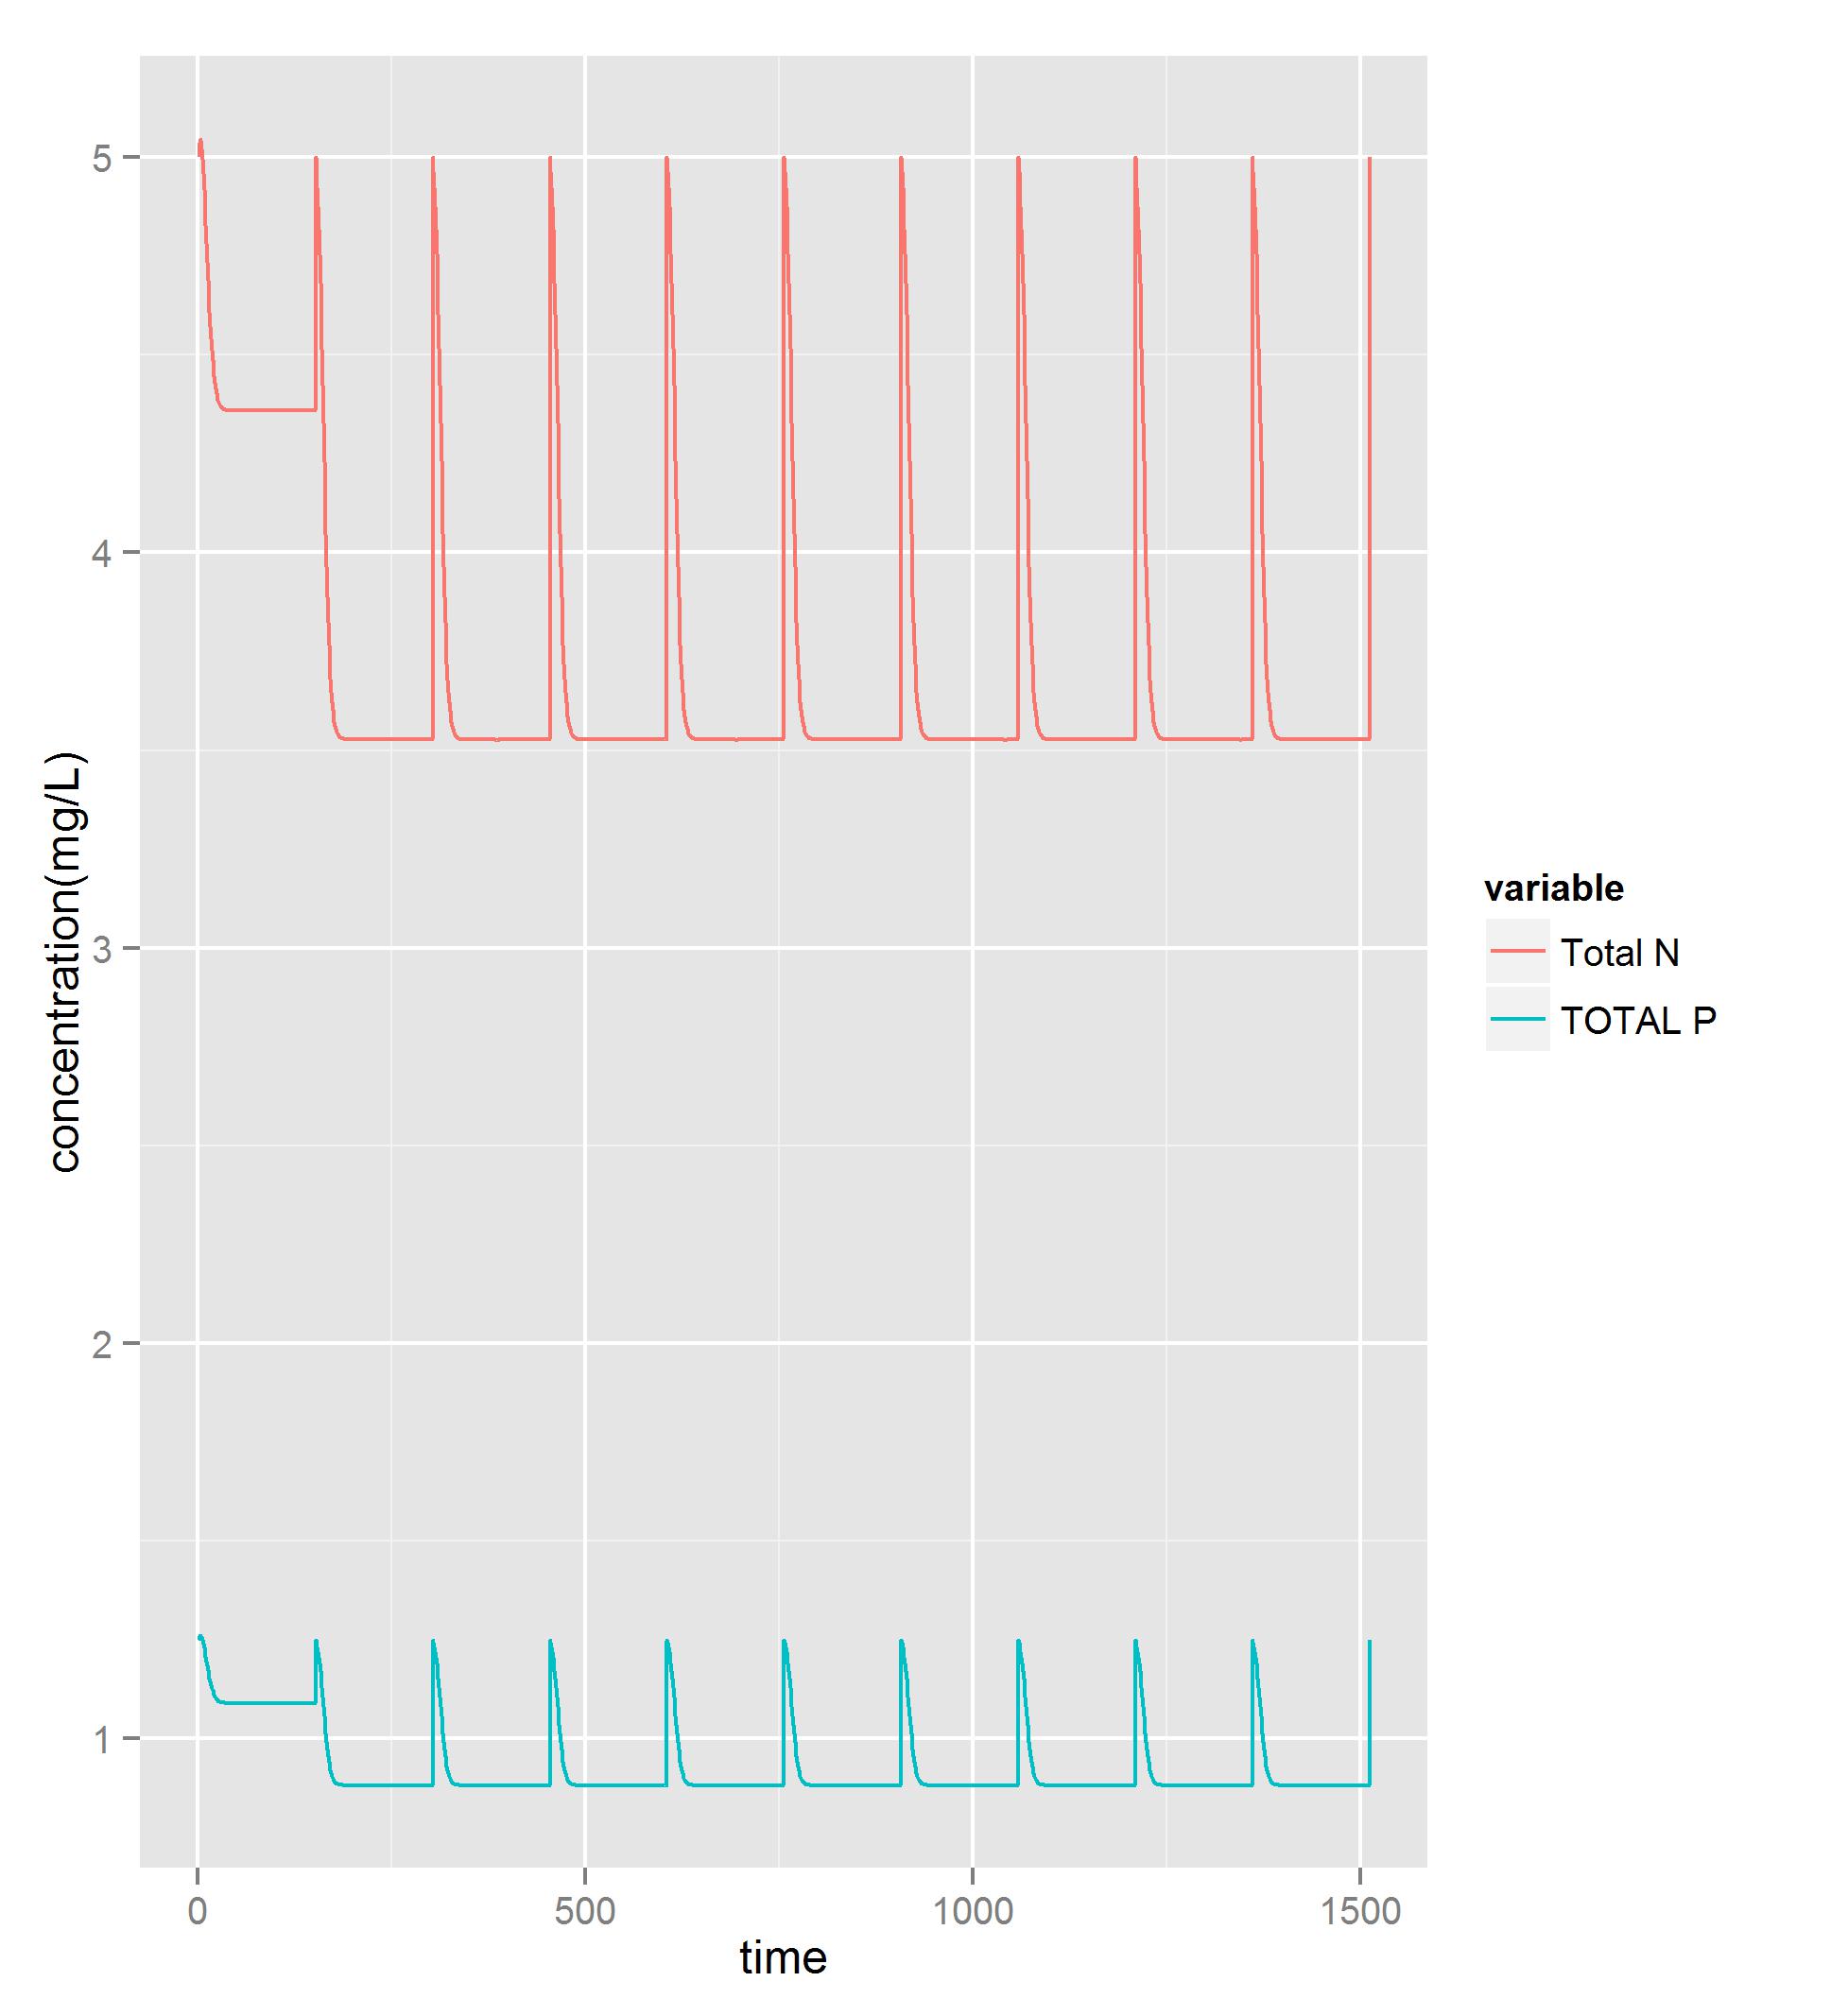 concentration(mg/L)
5
4
3
2
1
0
500
1000
1500
time
variable
Total N
TOTAL P